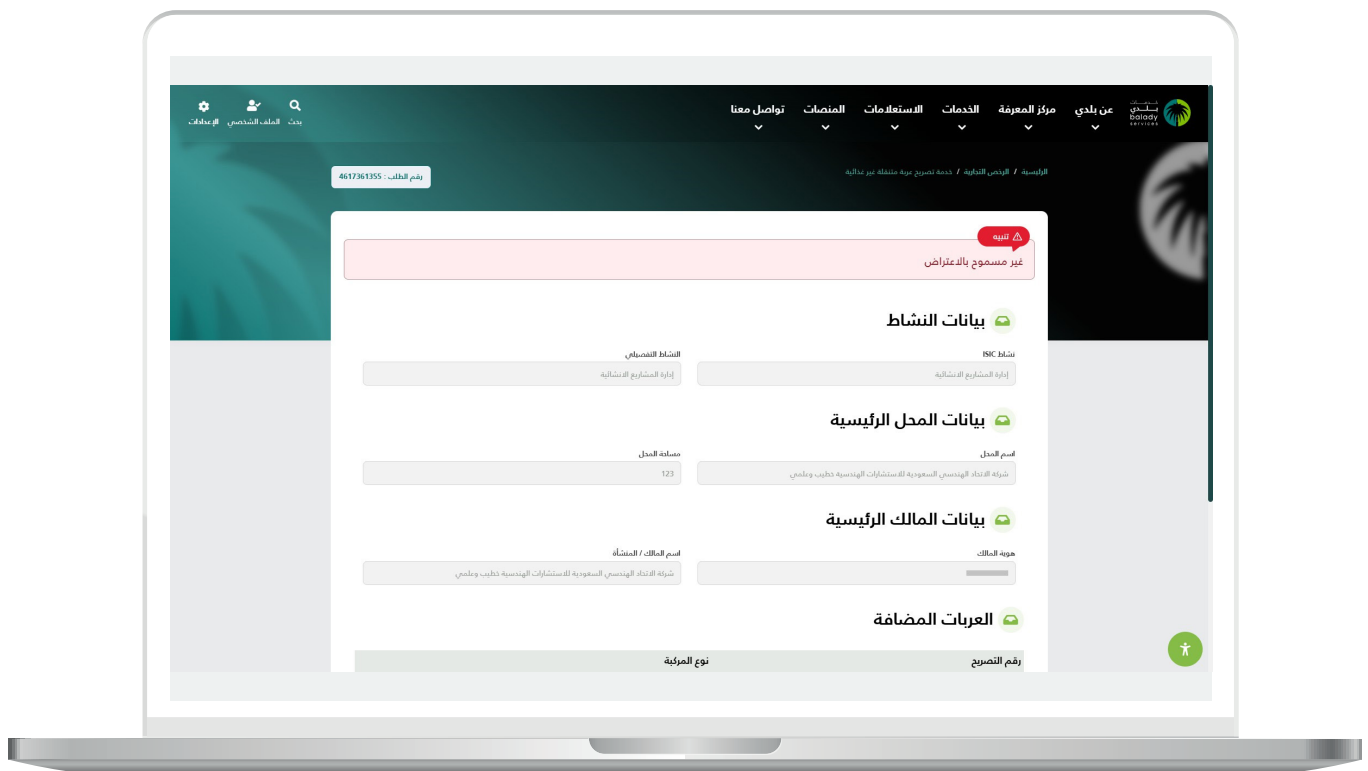 خدمات
بلدي
balady
services
عن بلدي
مركز المعرفة
الخدمات
الاستعلامات
المنصات
تواصل معنا
بحث
الملف الشخصي
الإعدادات
الرئيسية / الرخص التجارية / خدمة تصريح عربة متنقلة غير غذائية
رقم الطلب : 4617361355
تنبيه
غير مسموح بالاعتراض
بيانات النشاط
نشاط ISIC
النشاط التفصيلي
إدارة المشاريع الانشائية
إدارة المشاريع الانشائية
بيانات المحل الرئيسية
اسم المحل
مساحة المحل
شركة الاتحاد الهندسي السعودية للاستشارات الهندسية خطيب وعلمي
123
بيانات المالك الرئيسية
هوية المالك
اسم المالك / المنشأة
شركة الاتحاد الهندسي السعودية للاستشارات الهندسية خطيب وعلمي
العربات المضافة
رقم التصريح
نوع المركبة